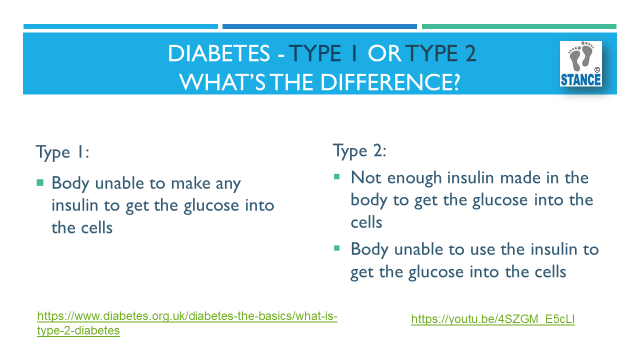 DIABETES - TYPE 1 OR TYPE 2
WHAT'S THE DIFFERENCE?
©
STANCE
Type 1:
Body unable to make any
insulin to get the glucose into
the cells
Type 2:
Not enough insulin made in the
body to get the glucose into the
cells
Body unable to use the insulin to
get the glucose into the cells
https://www.diabetes.org.uk/diabetes-the-basics/what-is-
type-2-diabetes
https://youtu.be/4SZGM_E5cLI